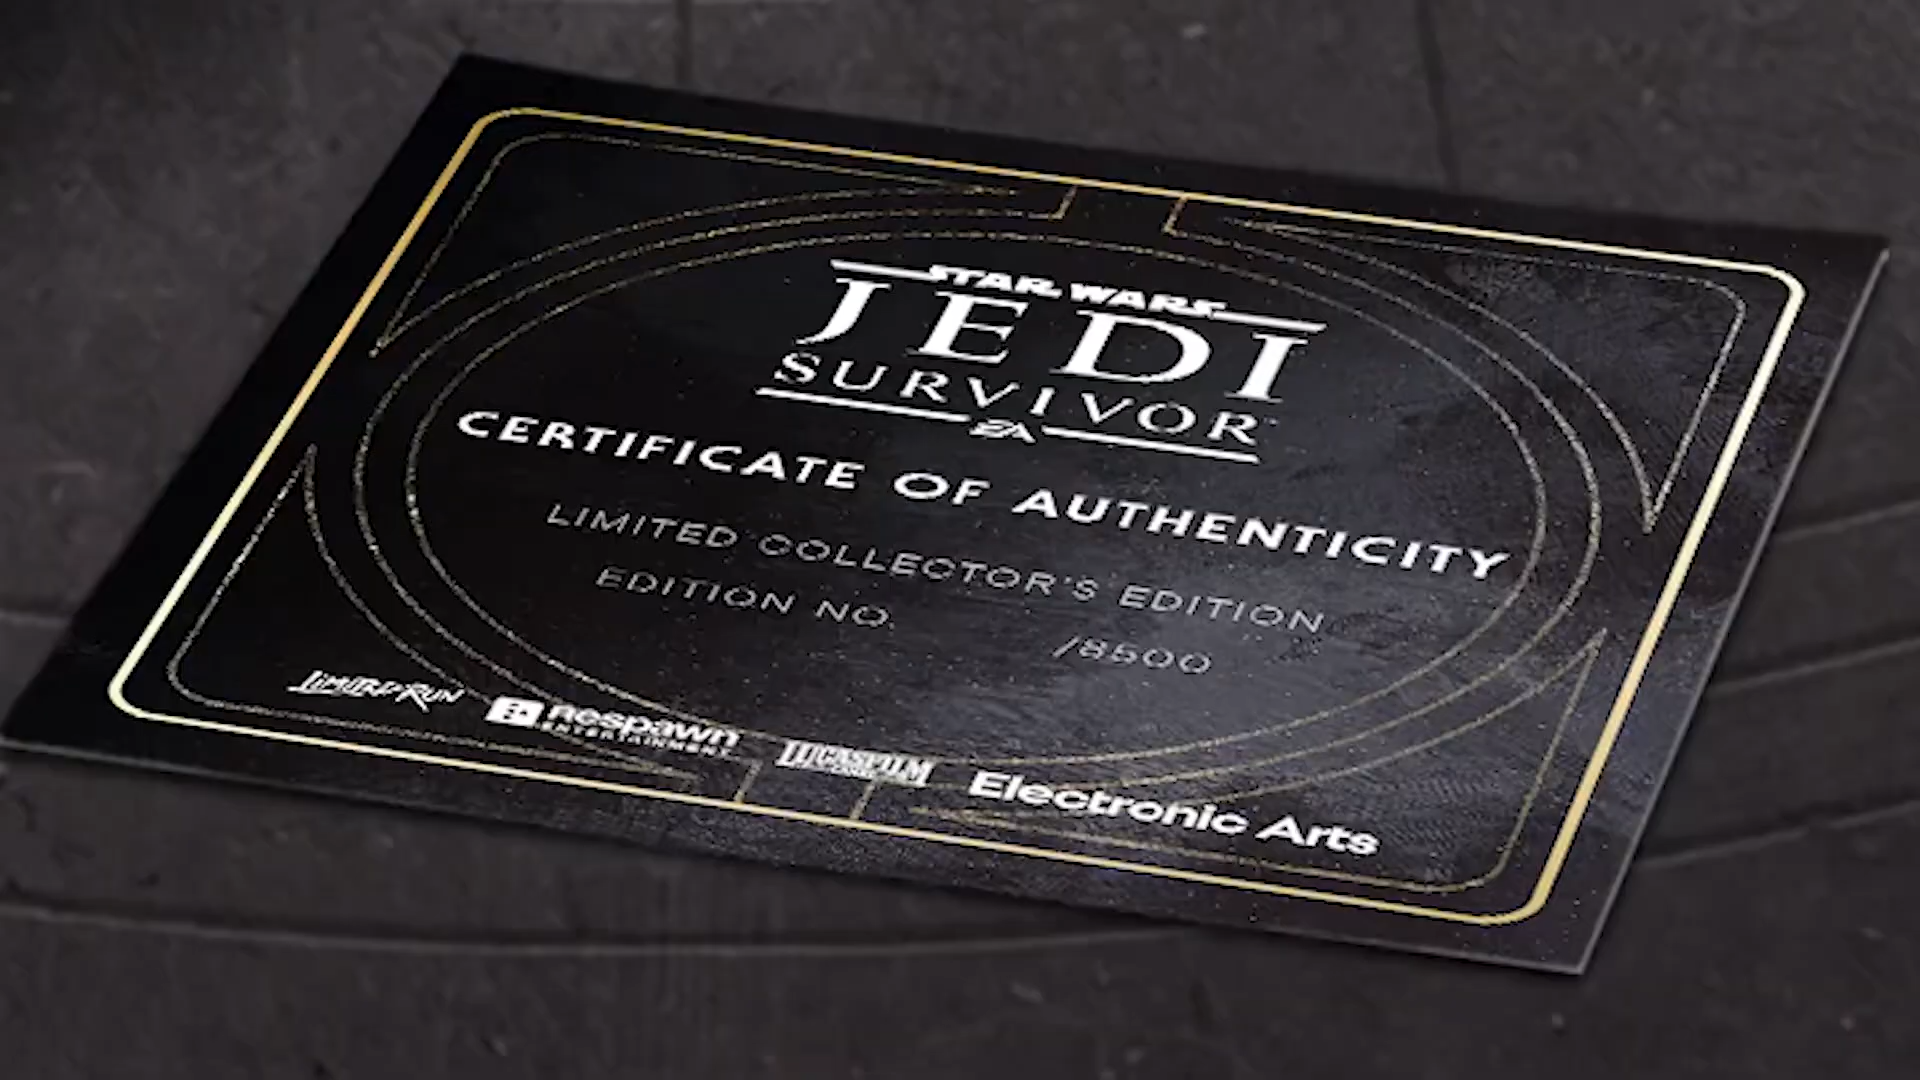 STAR WARS
JEDI
SURVIVOR
EA
CERTIFICATE OF AUTHENTICITY
LIMITED COLLECTOR'S EDITION
EDITION NO. /8500
LIMITED RUN
respawn
ENTERTAINMENT
LUCASFILM
Electronic Arts